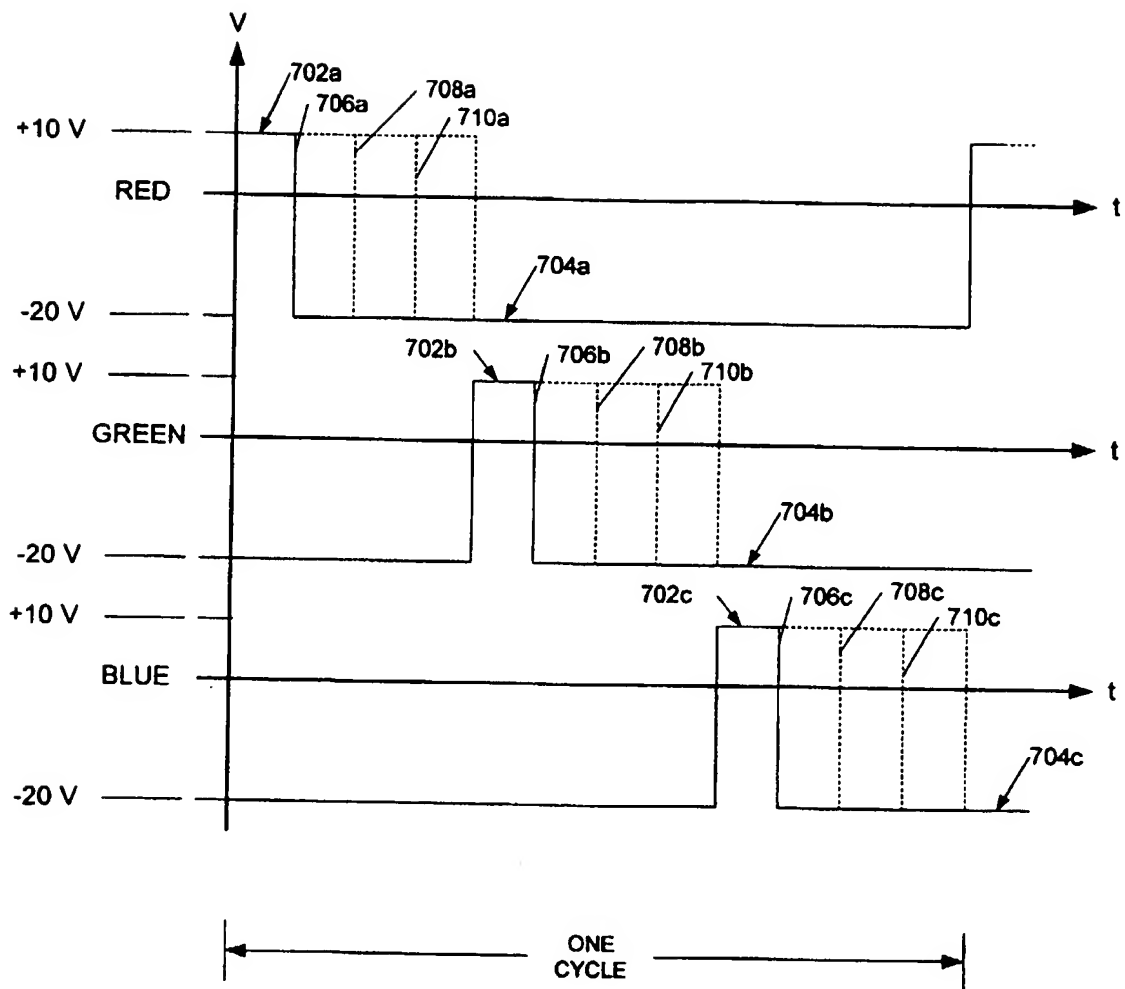 V
702a
706a
708a
710a
+10 V
RED
t
704a
-20 V
702b
706b
708b
710b
+10 V
GREEN
t
704b
-20 V
702c
706c
708c
710c
+10 V
BLUE
t
704c
-20 V
ONE
CYCLE